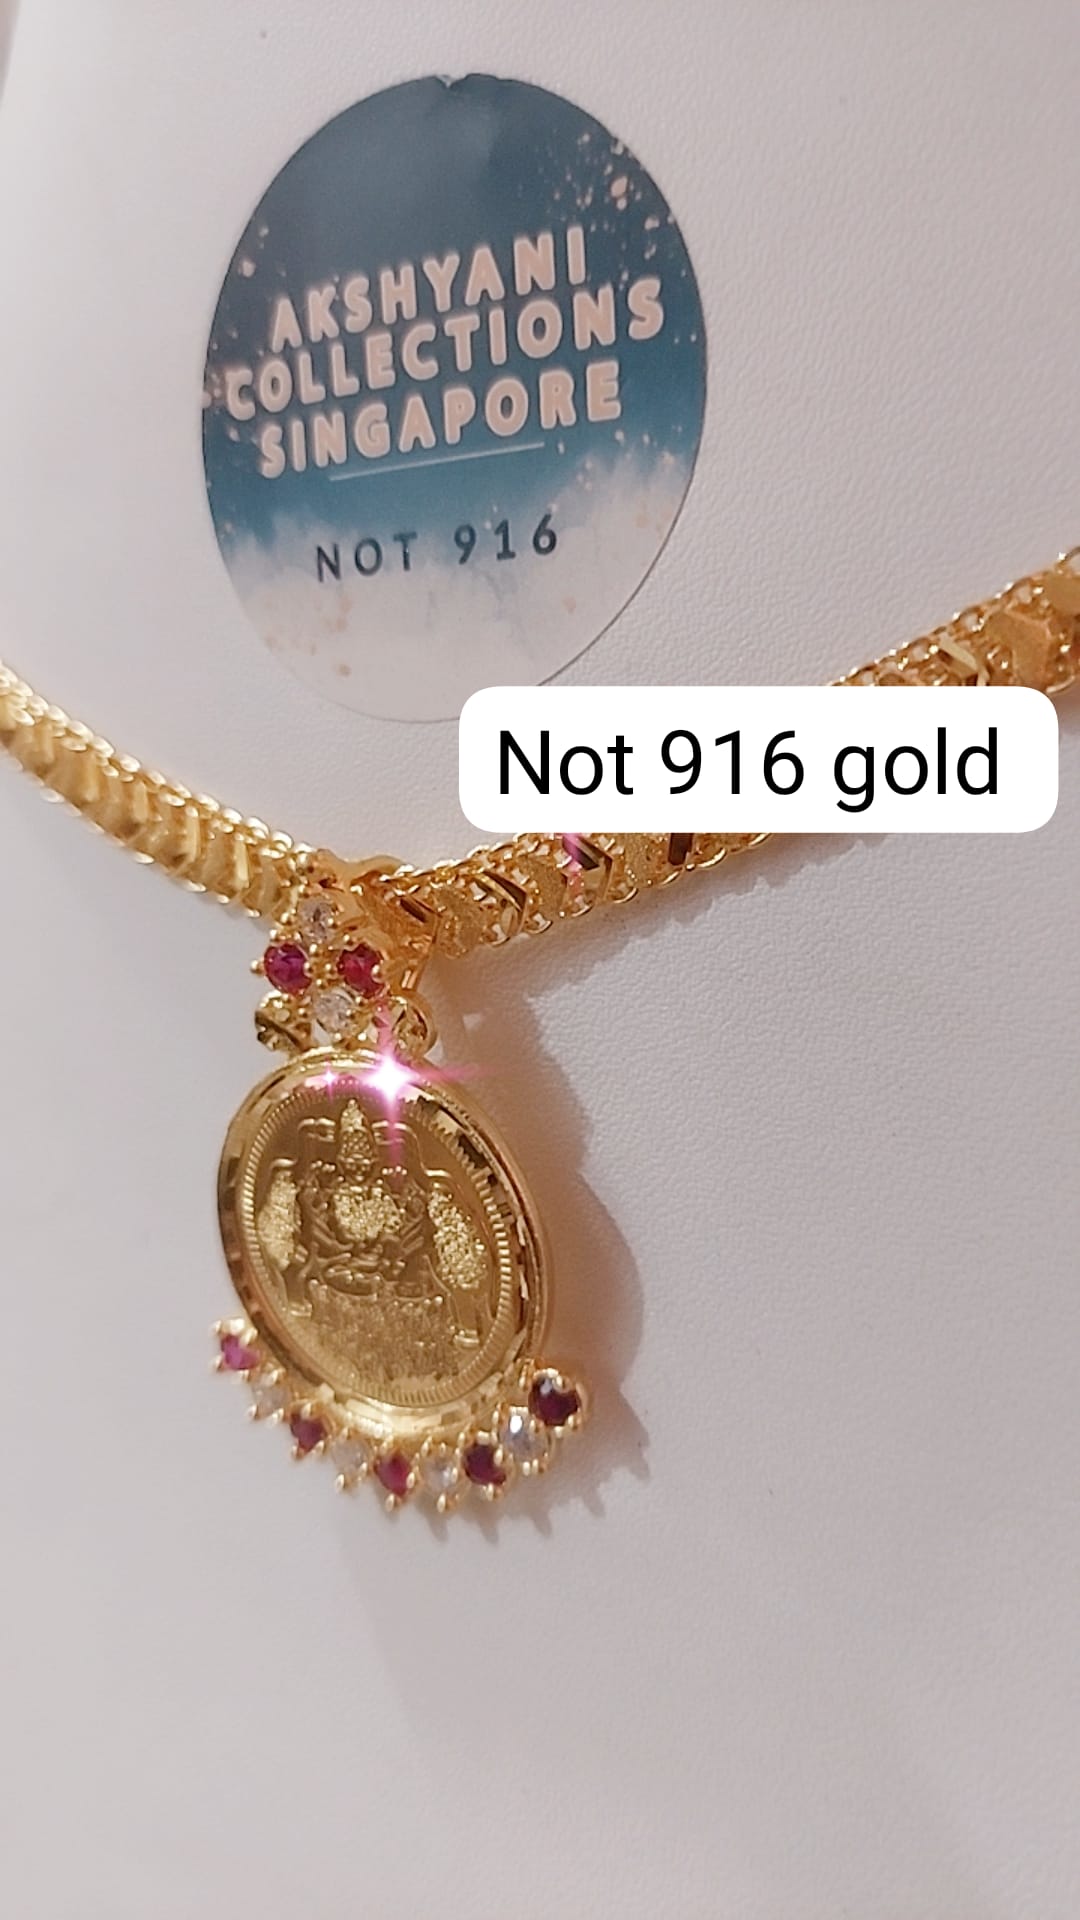 AKSHYANI
COLLECTIONS
SINGAPORE
NOT 916
Not 916 gold